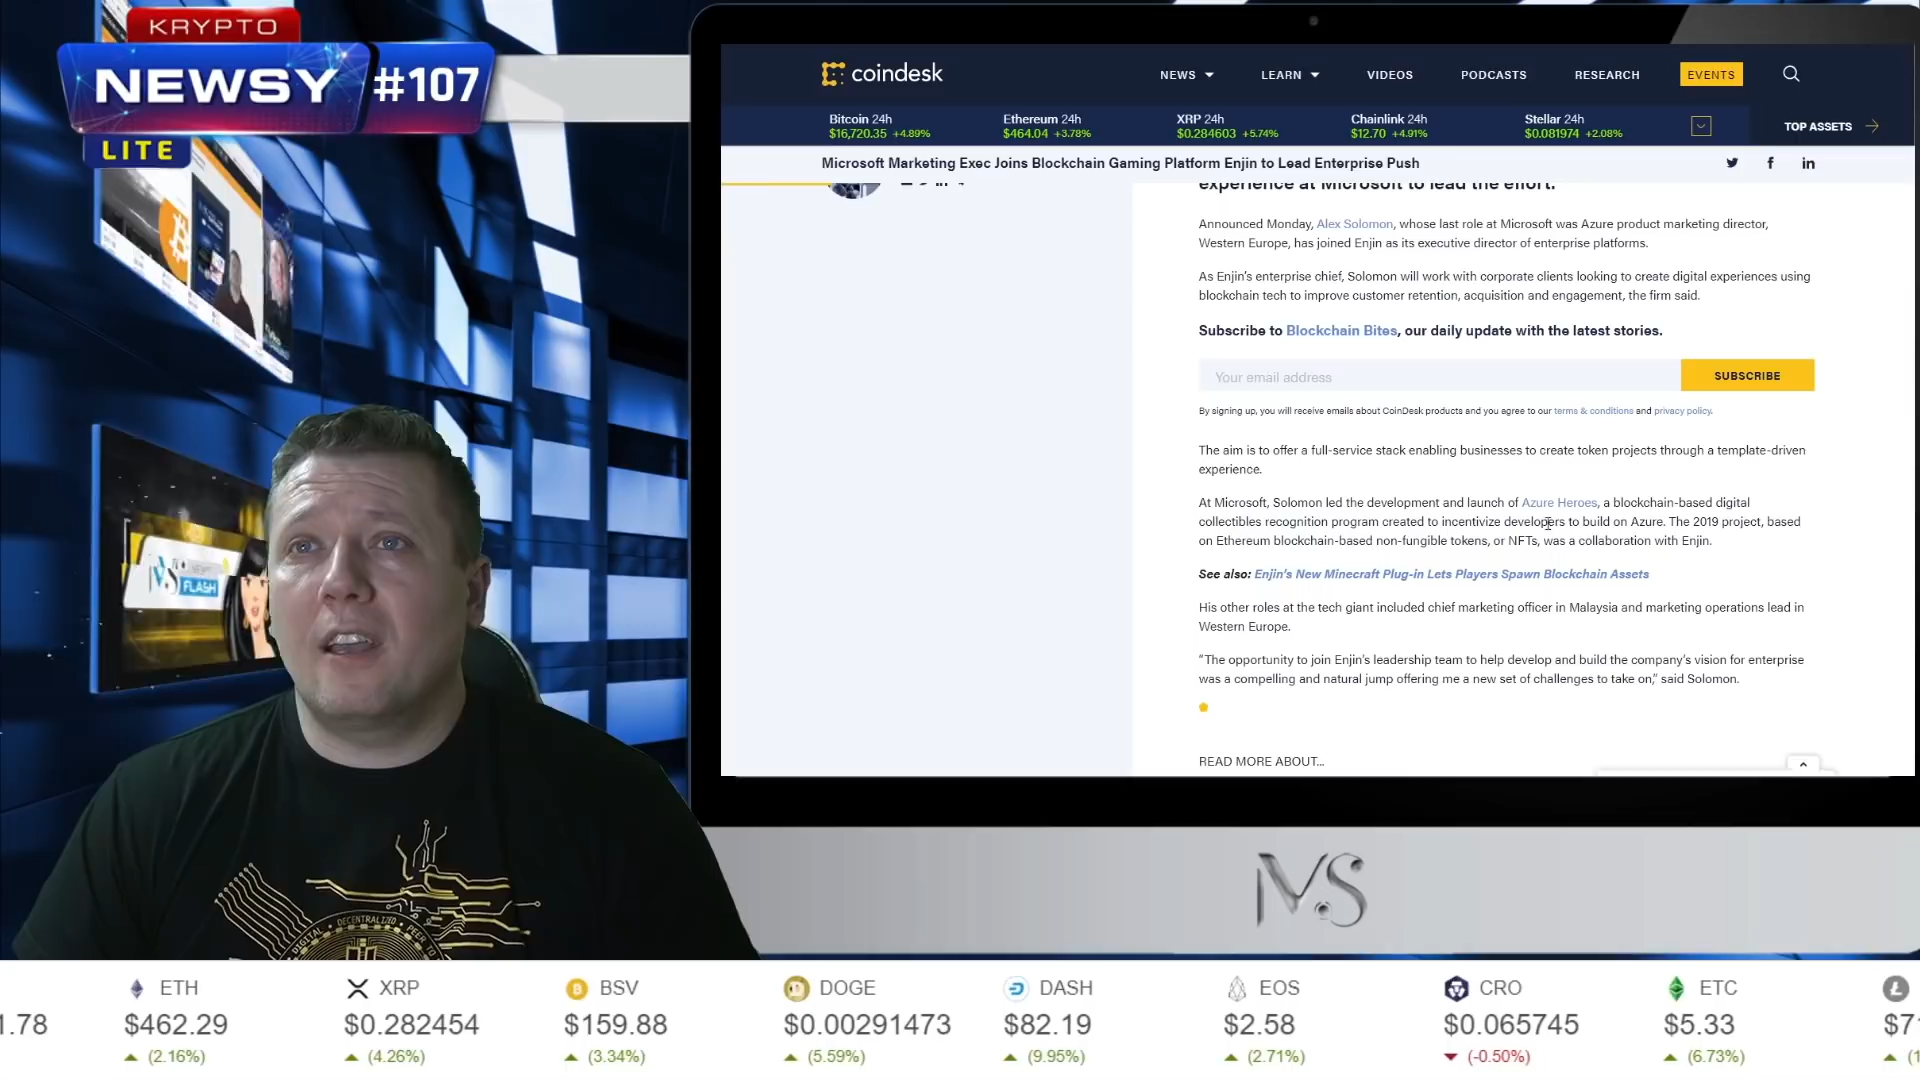 KRYPTO
NEWSY #107
LITE
coindesk
NEWS
LEARN
VIDEOS
PODCASTS
RESEARCH
EVENTS
Bitcoin 24h
$16,720.35 +4.89%
Ethereum 24h
$464.04 +3.78%
XRP 24h
$0.284603 +5.74%
Chainlink 24h
$12.70 +4.91%
Stellar 24h
$0.081974 +2.08%
TOP ASSETS
Microsoft Marketing Exec Joins Blockchain Gaming Platform Enjin to Lead Enterprise Push
experience at Microsoft to lead the effort.
Announced Monday, Alex Solomon, whose last role at Microsoft was Azure product marketing director,
Western Europe, has joined Enjin as its executive director of enterprise platforms.
As Enjin's enterprise chief, Solomon will work with corporate clients looking to create digital experiences using
blockchain tech to improve customer retention, acquisition and engagement, the firm said.
Subscribe to Blockchain Bites, our daily update with the latest stories.
Your email address
SUBSCRIBE
By signing up, you will receive emails about CoinDesk products and you agree to our terms & conditions and privacy policy.
The aim is to offer a full-service stack enabling businesses to create token projects through a template-driven
experience.
At Microsoft, Solomon led the development and launch of Azure Heroes, a blockchain-based digital
collectibles recognition program created to incentivize developers to build on Azure. The 2019 project, based
on Ethereum blockchain-based non-fungible tokens, or NFTs, was a collaboration with Enjin.
See also: Enjin's New Minecraft Plug-in Lets Players Spawn Blockchain Assets
His other roles at the tech giant included chief marketing officer in Malaysia and marketing operations lead in
Western Europe.
"The opportunity to join Enjin's leadership team to help develop and build the company's vision for enterprise
was a compelling and natural jump offering me a new set of challenges to take on," said Solomon.
READ MORE ABOUT...
MS
FLASH
DIGITAL DECENTRALIZED PEER TO
1.78
ETH
$462.29
(2.16%)
XRP
$0.282454
(4.26%)
BSV
$159.88
(3.34%)
DOGE
$0.00291473
(5.59%)
DASH
$82.19
(9.95%)
EOS
$2.58
(2.71%)
CRO
$0.065745
(-0.50%)
ETC
$5.33
(6.73%)
$7
(1